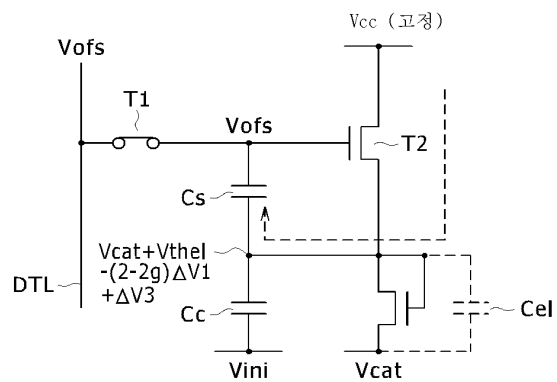 Vcc (고정)
Vofs
T1
Vofs
T2
Cs
Vcat+Vthel
-(2-2g)ΔV1
+ΔV3
DTL
Cc
Cel
Vini
Vcat